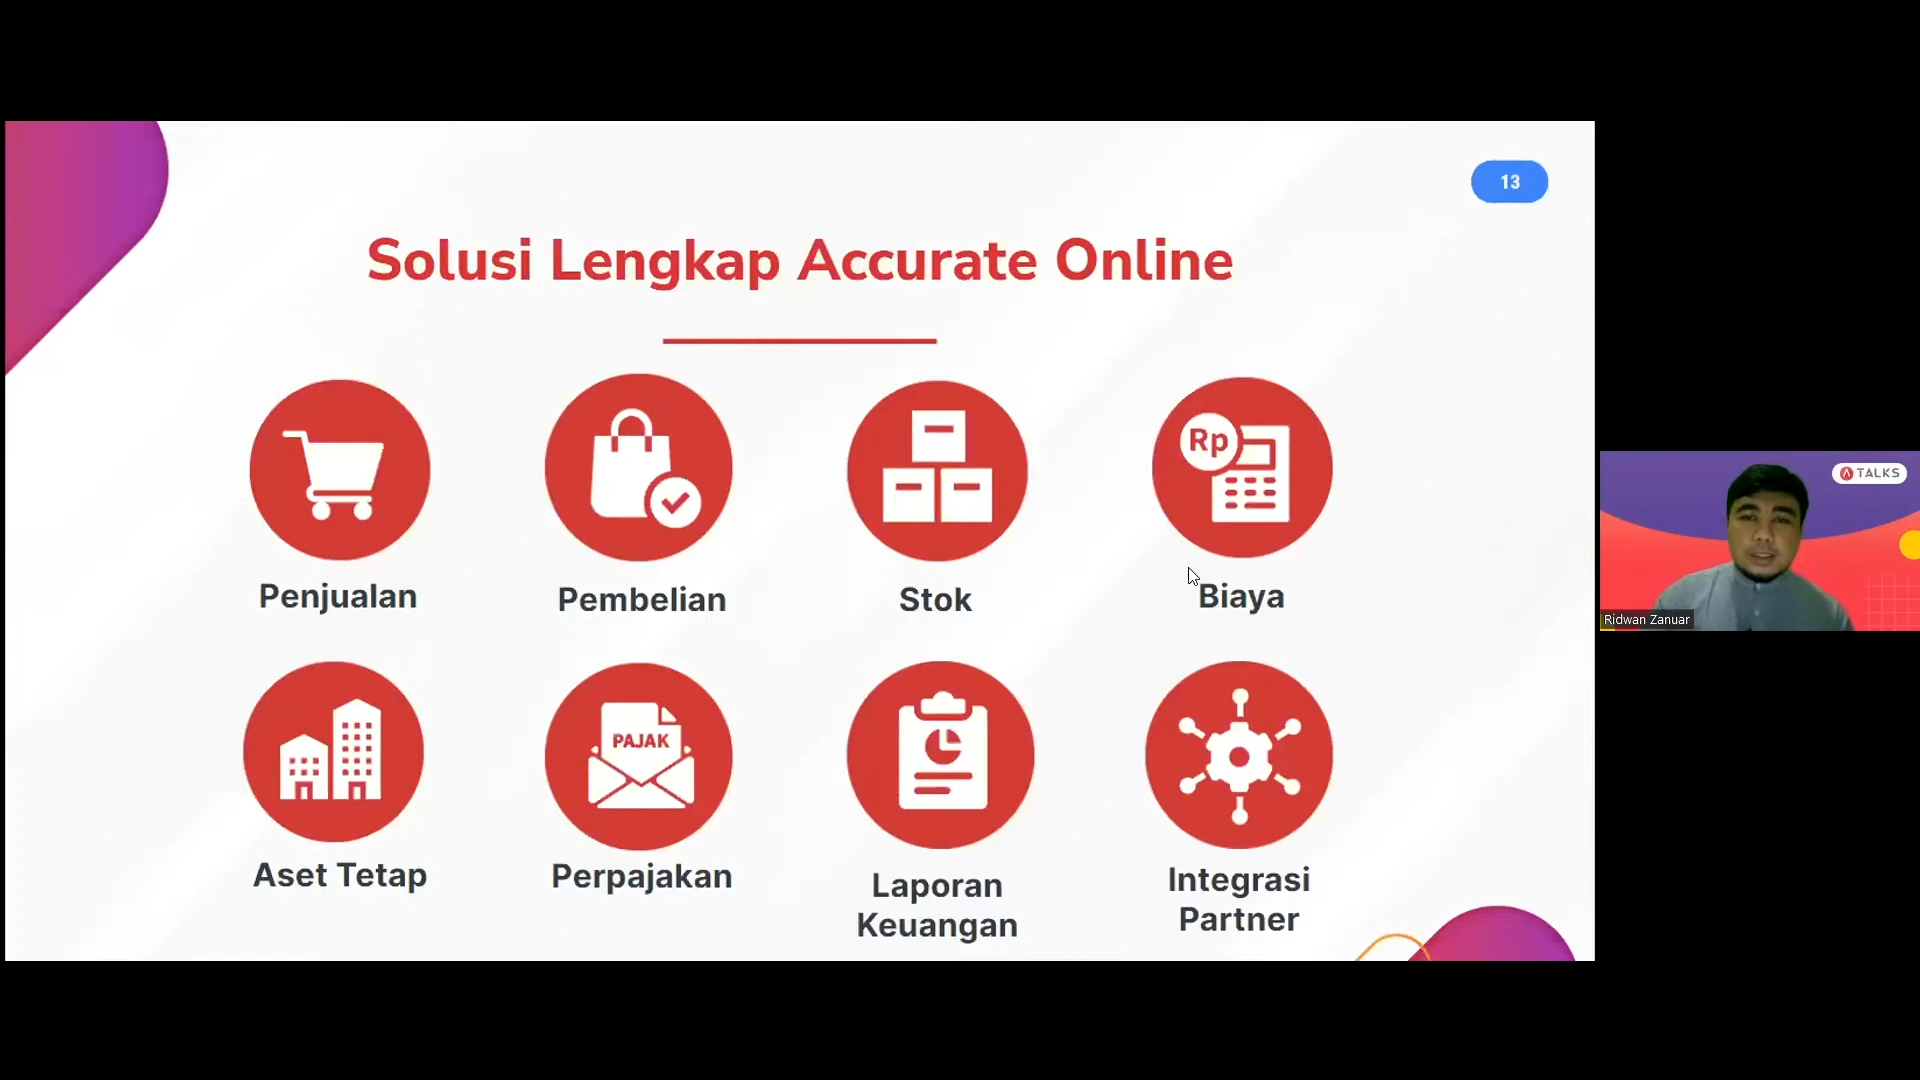 13
Solusi Lengkap Accurate Online
Rp
Penjualan
Pembelian
Stok
Biaya
PAJAK
Aset Tetap
Perpajakan
Laporan
Keuangan
Integrasi
Partner
TALKS
Ridwan Zanuar